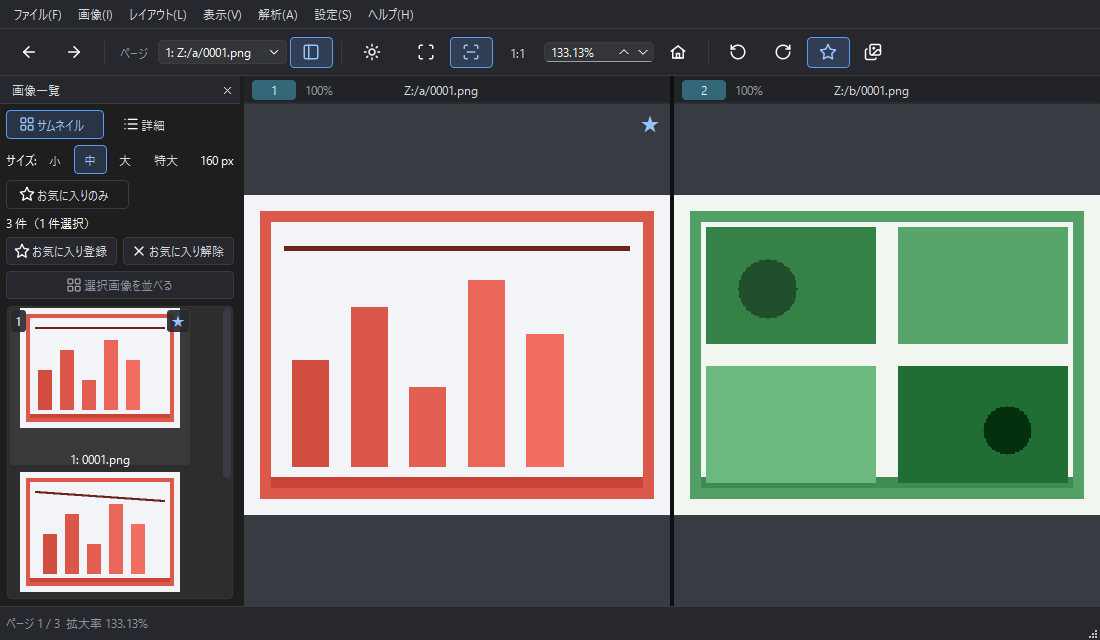 ファイル(F) 画像(I) レイアウト(L) 表示(V) 解析(A) 設定(S) ヘルプ(H)
ページ 1: Z:/a/0001.png 1:1 133.13%
画像一覧
1 100% Z:/a/0001.png
2 100% Z:/b/0001.png
サムネイル 詳細
サイズ: 小 中 大 特大 160 px
お気に入りのみ
3 件（1 件選択）
お気に入り登録 お気に入り解除
選択画像を並べる
1
1: 0001.png
ページ 1 / 3 拡大率 133.13%